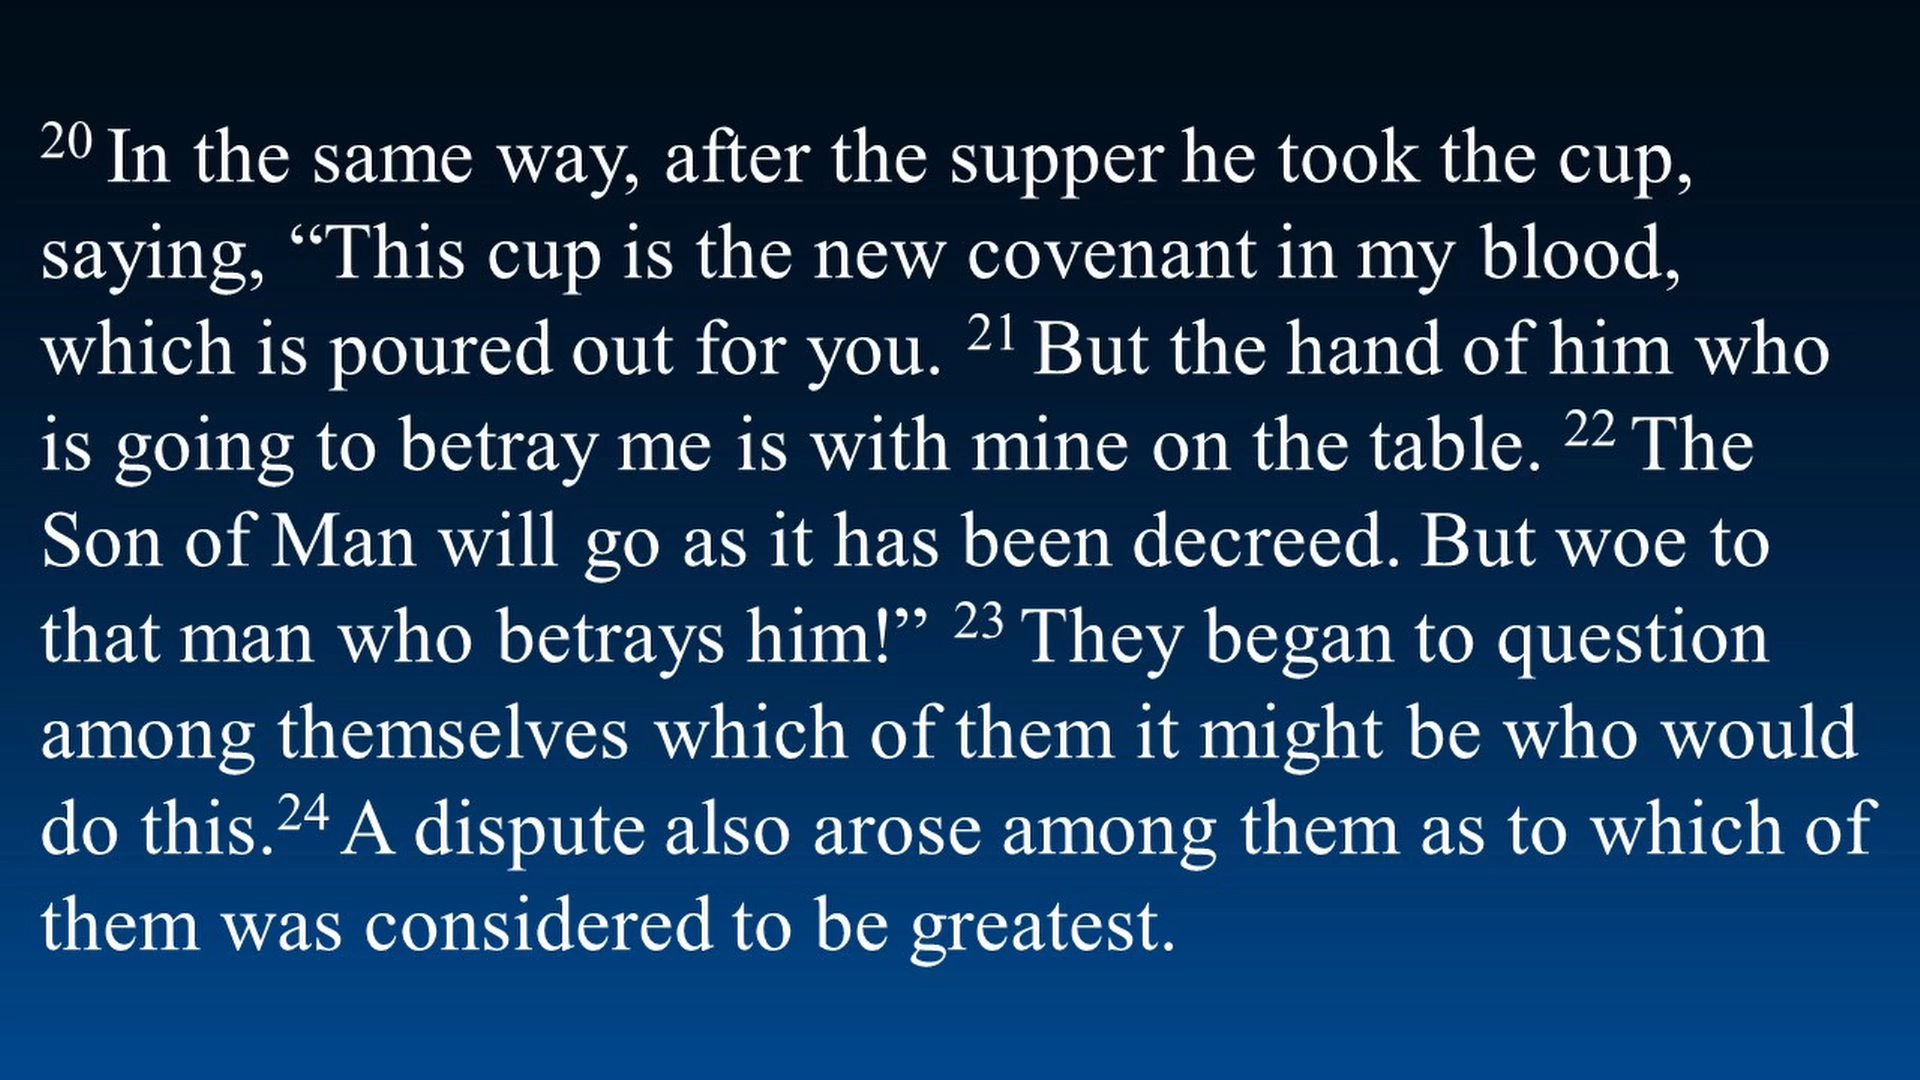 20 In the same way, after the supper he took the cup,
saying, “This cup is the new covenant in my blood,
which is poured out for you. 21 But the hand of him who
is going to betray me is with mine on the table. 22 The
Son of Man will go as it has been decreed. But woe to
that man who betrays him!” 23 They began to question
among themselves which of them it might be who would
do this.24 A dispute also arose among them as to which of
them was considered to be greatest.